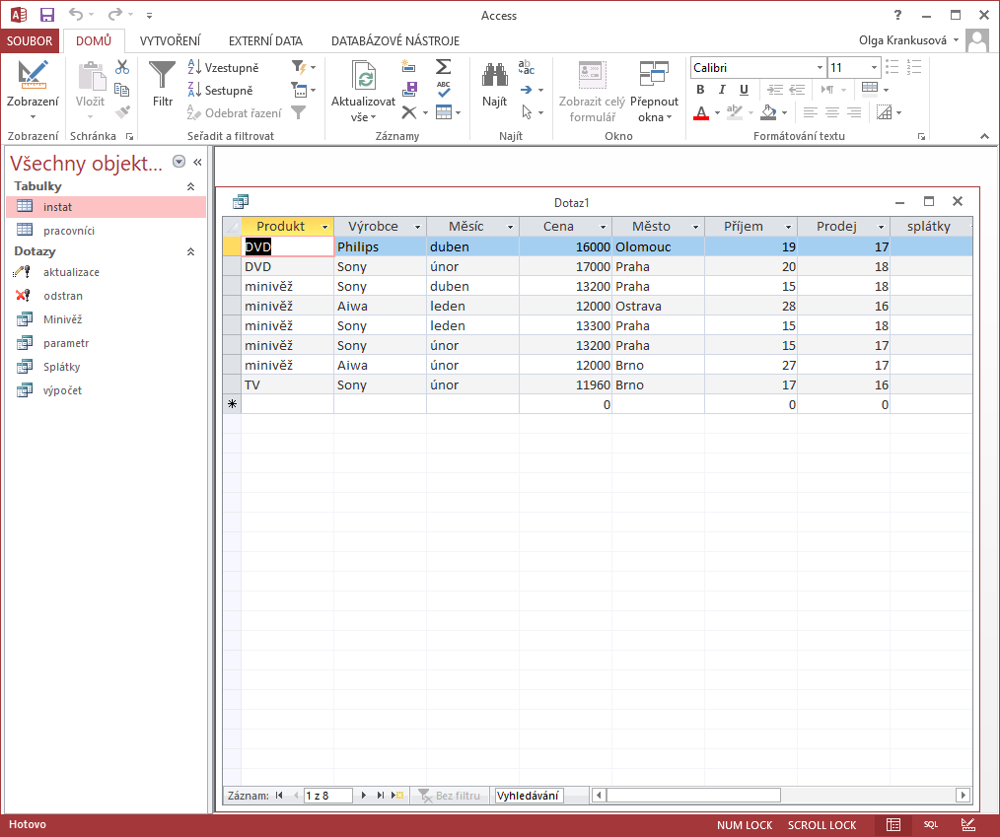 Access
?
SOUBOR DOMŮ VYTVOŘENÍ EXTERNÍ DATA DATABÁZOVÉ NÁSTROJE Olga Krankusová
Zobrazení
Zobrazení
Vložit
Schránka
Filtr
Vzestupně
Sestupně
Odebrat řazení
Seřadit a filtrovat
Aktualizovat
vše
Záznamy
Najít
Najít
Zobrazit celý
formulář
Přepnout
okna
Okno
Calibri 11
B I U
Formátování textu
Všechny objekt... «
Tabulky
instat
pracovníci
Dotazy
aktualizace
odstran
Minivěž
parametr
Splátky
výpočet
Dotaz1
Produkt Výrobce Měsíc Cena Město Příjem Prodej splátky
DVD Philips duben 16000 Olomouc 19 17
DVD Sony únor 17000 Praha 20 18
minivěž Sony duben 13200 Praha 15 18
minivěž Aiwa leden 12000 Ostrava 28 16
minivěž Sony leden 13300 Praha 15 18
minivěž Sony únor 13200 Praha 15 17
minivěž Aiwa únor 12000 Brno 27 17
TV Sony únor 11960 Brno 17 16
* 0 0 0
Záznam: 1 z 8 Bez filtru Vyhledávání
Hotovo NUM LOCK SCROLL LOCK SQL